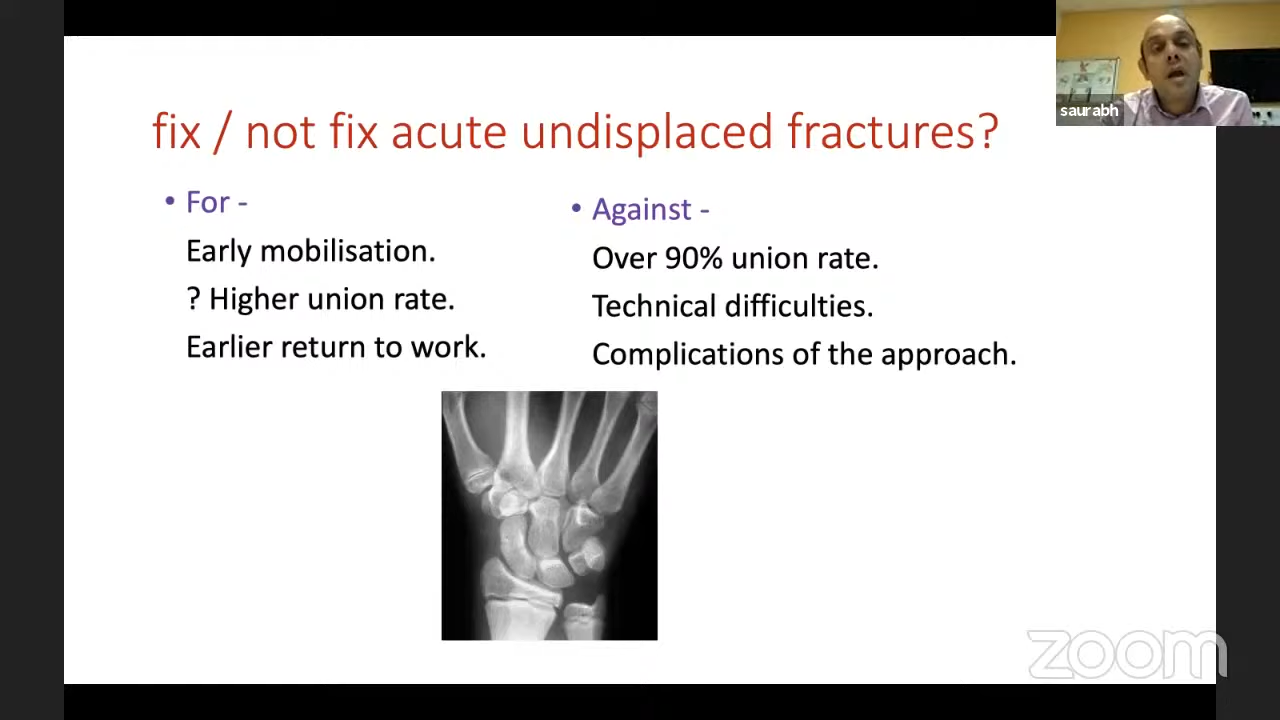 fix / not fix acute undisplaced fractures?
• For -
Early mobilisation.
? Higher union rate.
Earlier return to work.
• Against -
Over 90% union rate.
Technical difficulties.
Complications of the approach.
saurabh
zoom